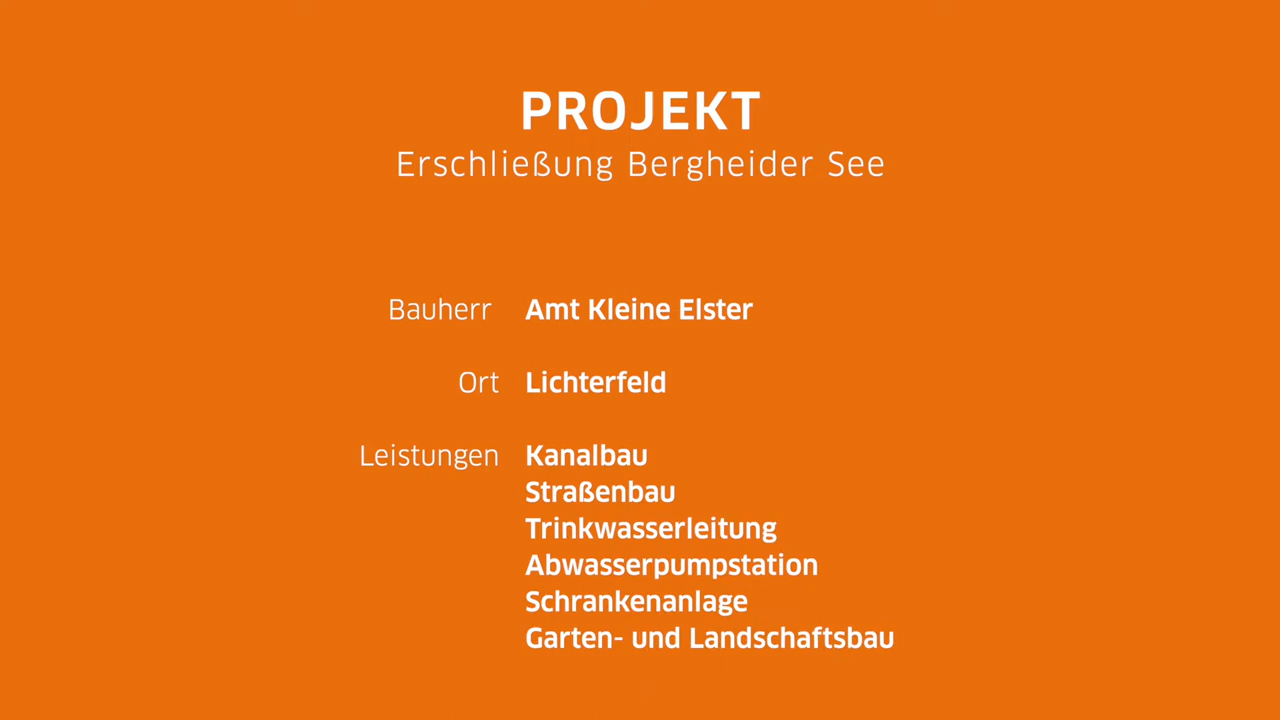 PROJEKT
Erschließung Bergheider See
Bauherr Amt Kleine Elster
Ort Lichterfeld
Leistungen Kanalbau
Straßenbau
Trinkwasserleitung
Abwasserpumpstation
Schrankenanlage
Garten- und Landschaftsbau